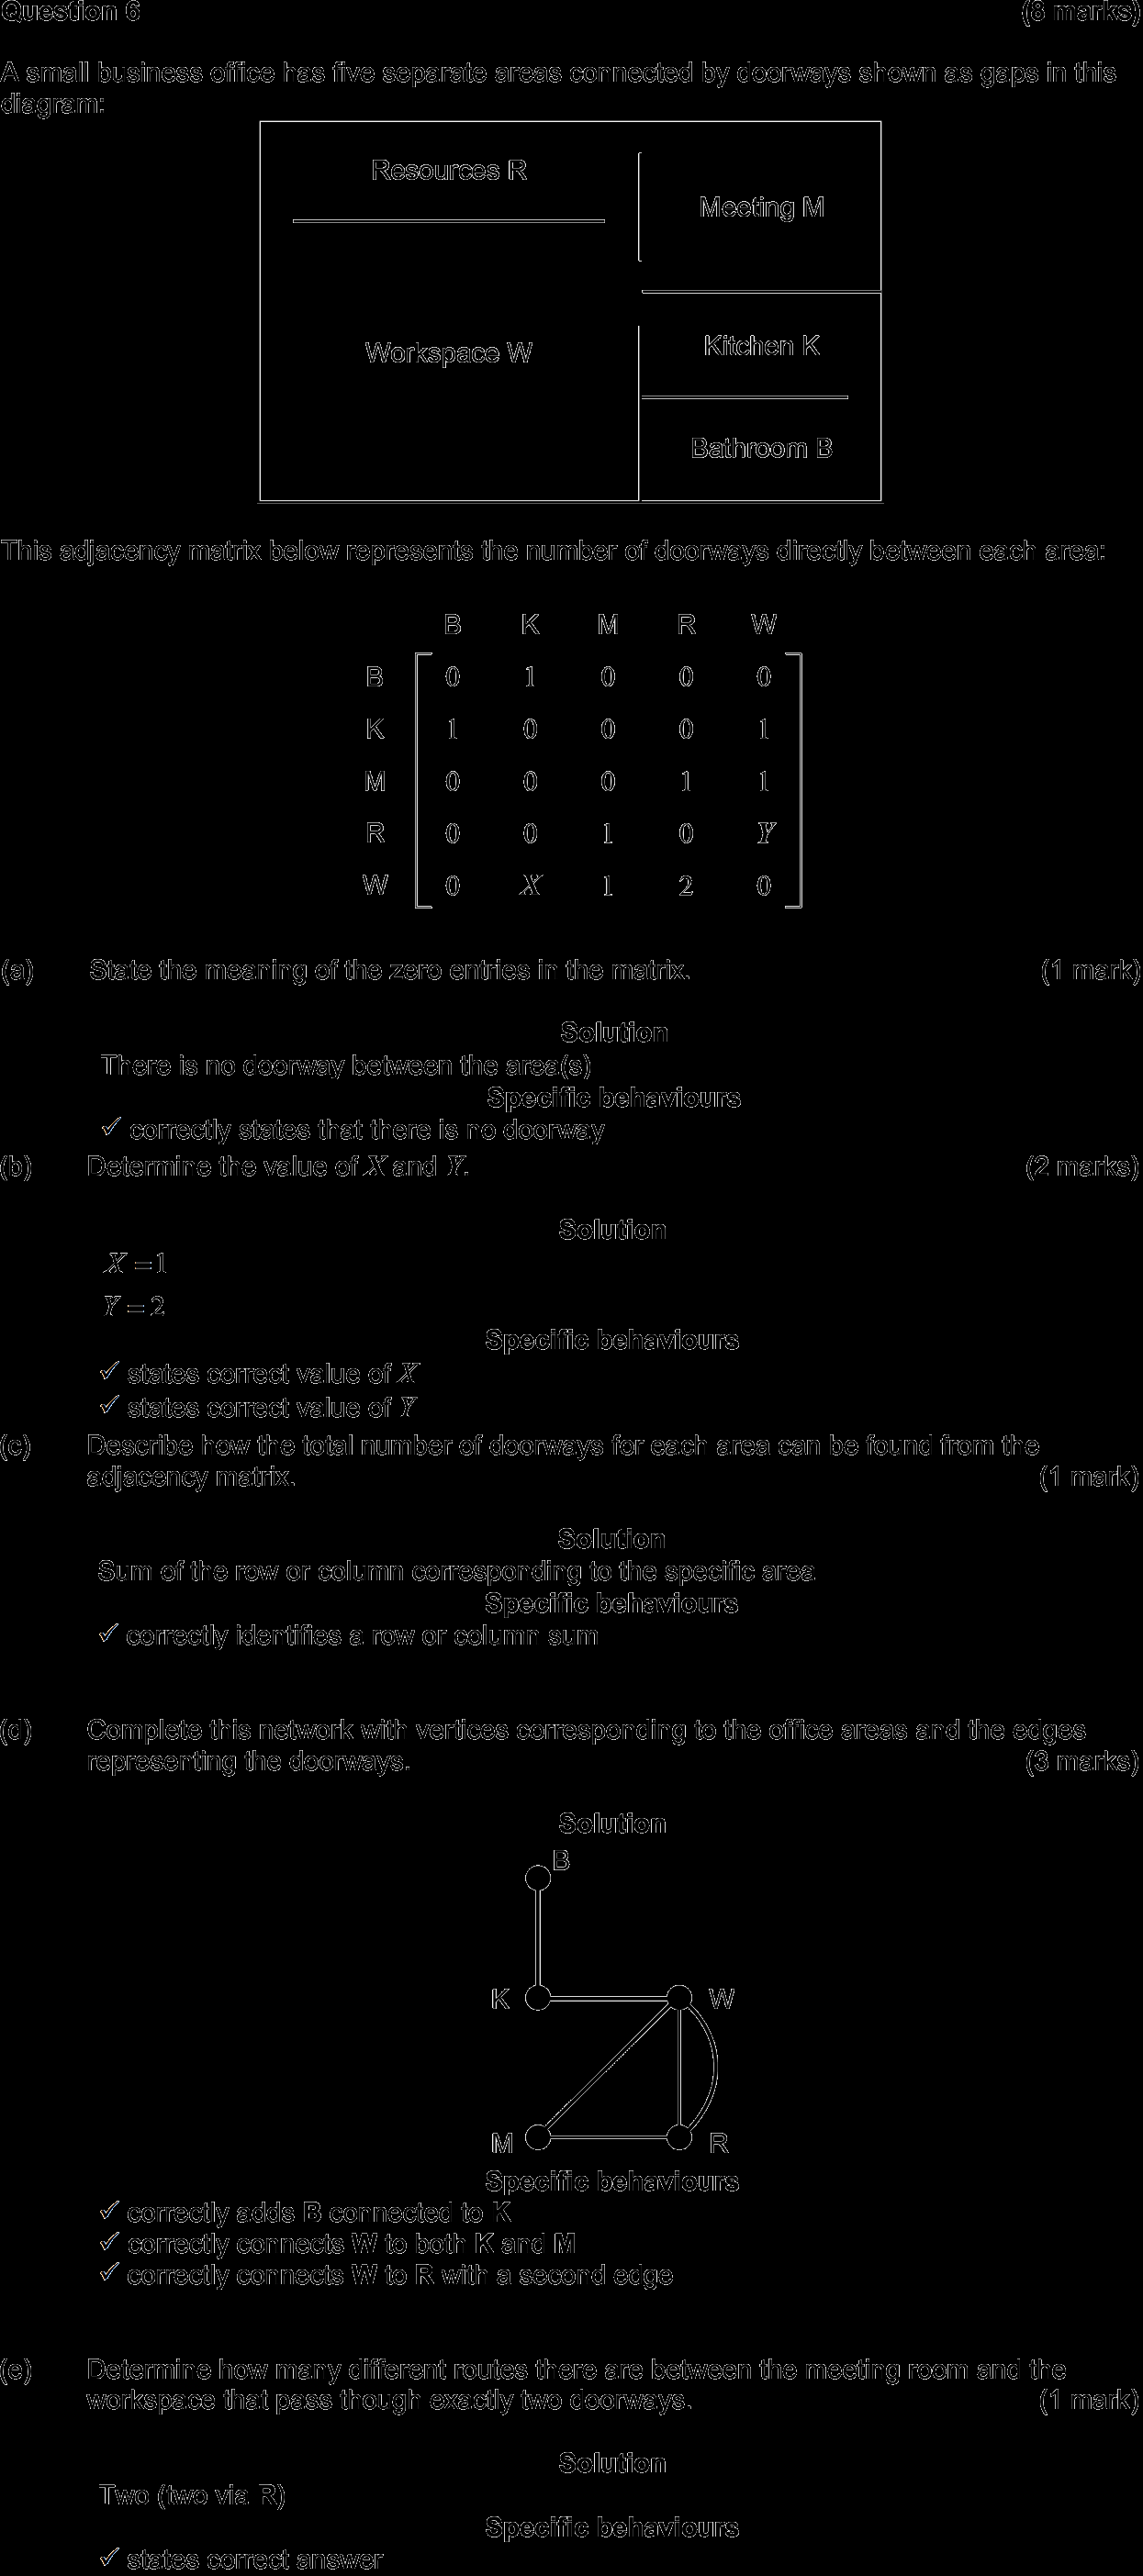 Question 6 (8 marks)
A small business office has five separate areas connected by doorways shown as gaps in this
diagram:
Resources R
Meeting M
Workspace W
Kitchen K
Bathroom B
This adjacency matrix below represents the number of doorways directly between each area:
B K M R W
B 0 1 0 0 0
K 1 0 0 0 1
M 0 0 0 1 1
R 0 0 1 0 Y
W 0 X 1 2 0
(a) State the meaning of the zero entries in the matrix. (1 mark)
Solution
There is no doorway between the area(s)
Specific behaviours
✓ correctly states that there is no doorway
(b) Determine the value of X and Y. (2 marks)
Solution
X = 1
Y = 2
Specific behaviours
✓ states correct value of X
✓ states correct value of Y
(c) Describe how the total number of doorways for each area can be found from the
adjacency matrix. (1 mark)
Solution
Sum of the row or column corresponding to the specific area
Specific behaviours
✓ correctly identifies a row or column sum
(d) Complete this network with vertices corresponding to the office areas and the edges
representing the doorways. (3 marks)
Solution
B
K W
M R
Specific behaviours
✓ correctly adds B connected to K
✓ correctly connects W to both K and M
✓ correctly connects W to R with a second edge
(e) Determine how many different routes there are between the meeting room and the
workspace that pass though exactly two doorways. (1 mark)
Solution
Two (two via R)
Specific behaviours
✓ states correct answer